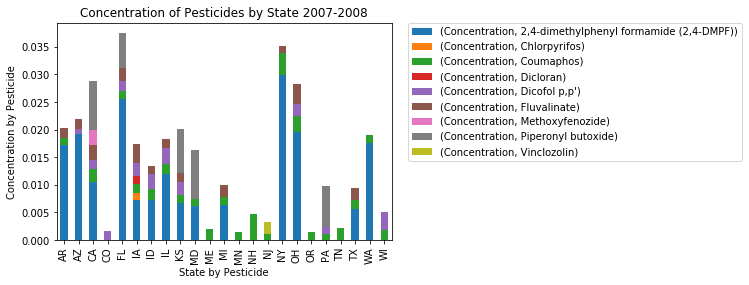 Concentration of Pesticides by State 2007-2008
Concentration by Pesticide
0.035
0.030
0.025
0.020
0.015
0.010
0.005
0.000
AR AZ CA CO FL IA ID IL KS MD ME MI MN NH NJ NY OH OR PA TN TX WA WI
State by Pesticide
(Concentration, 2,4-dimethylphenyl formamide (2,4-DMPF))
(Concentration, Chlorpyrifos)
(Concentration, Coumaphos)
(Concentration, Dicloran)
(Concentration, Dicofol p,p')
(Concentration, Fluvalinate)
(Concentration, Methoxyfenozide)
(Concentration, Piperonyl butoxide)
(Concentration, Vinclozolin)